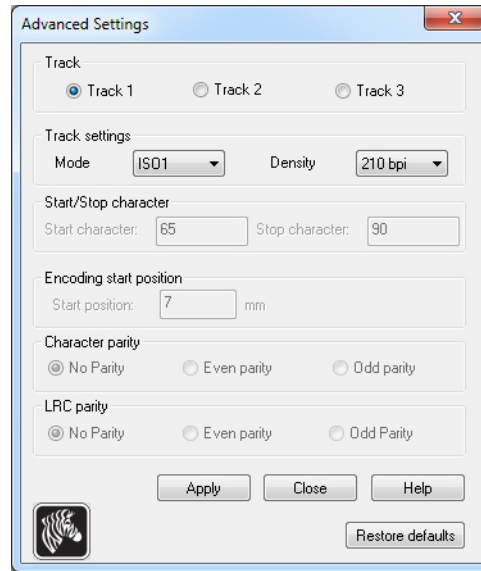 Advanced Settings
Track
Track 1 Track 2 Track 3
Track settings
Mode ISO1 Density 210 bpi
Start/Stop character
Start character: 65 Stop character: 90
Encoding start position
Start position: 7 mm
Character parity
No Parity Even parity Odd parity
LRC parity
No Parity Even parity Odd Parity
Apply Close Help
Restore defaults